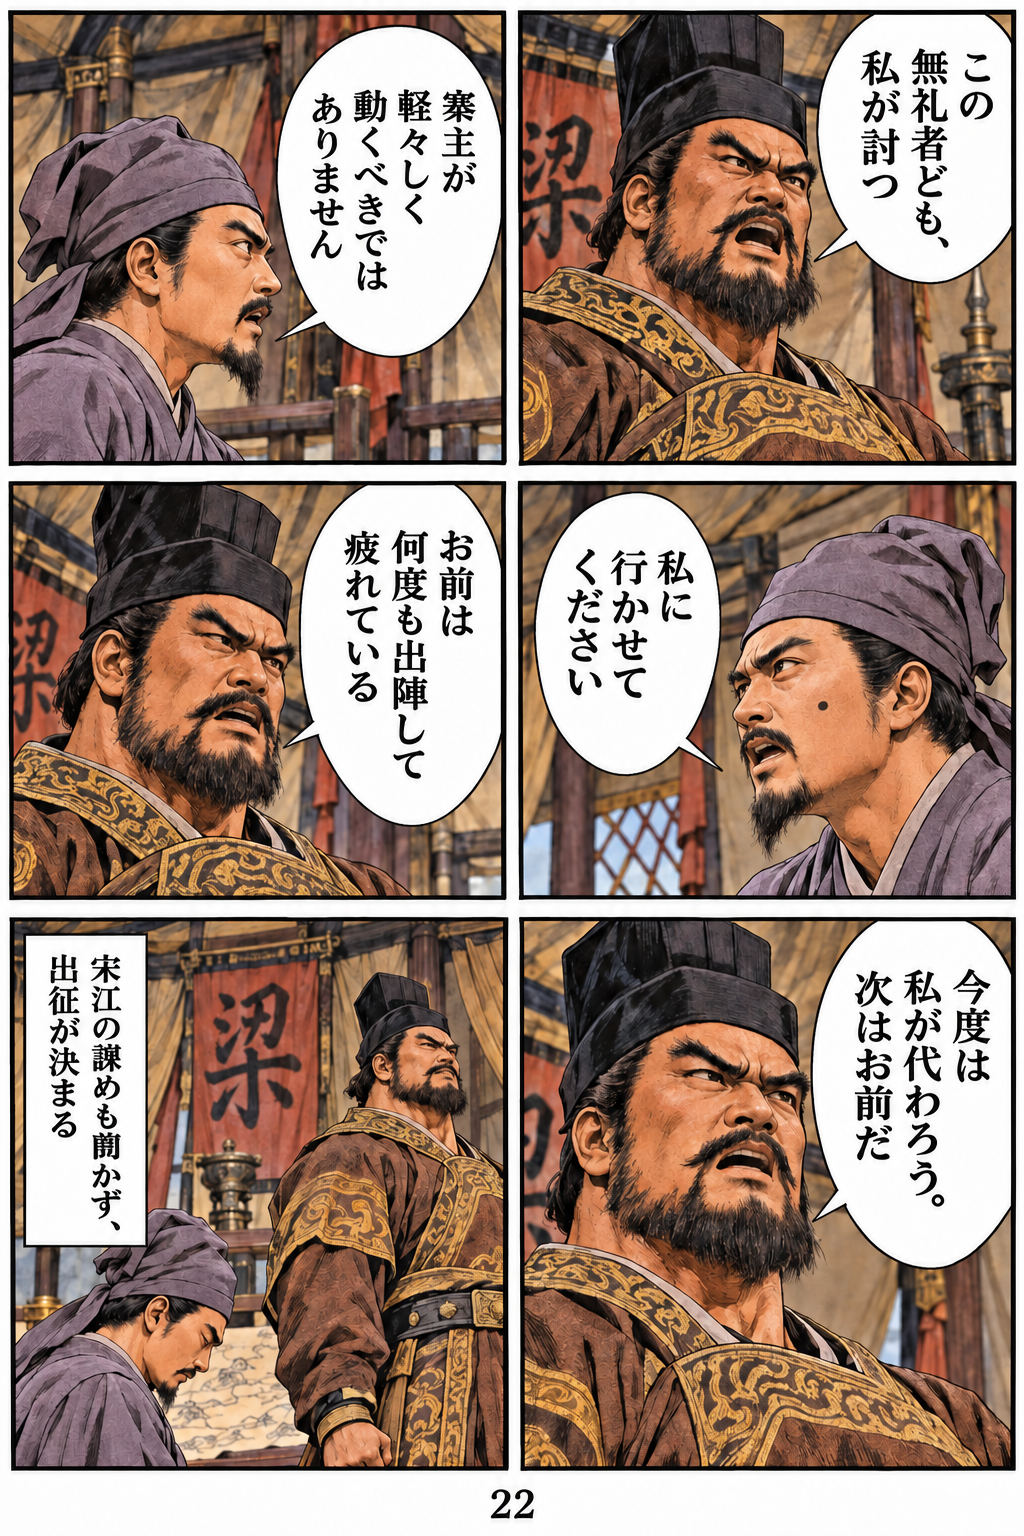 この
無礼者ども、
私が討つ
梁
寨主が
軽々しく
動くべきでは
ありません
私に
行かせて
ください
お前は
何度も出陣して
疲れている
梁
今度は
私が代わろう。
次はお前だ
宋江の諌めも聞かず、
出征が決まる
梁
22